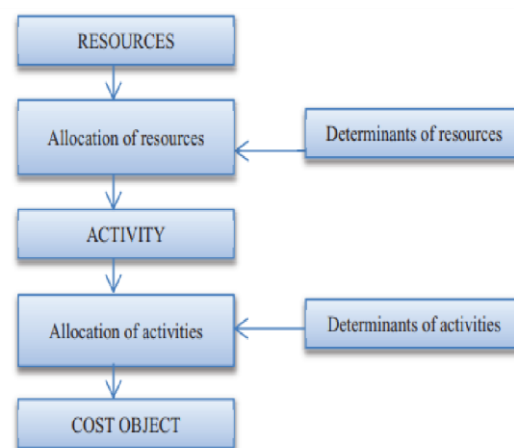 RESOURCES
Allocation of resources
Determinants of resources
ACTIVITY
Allocation of activities
Determinants of activities
COST OBJECT